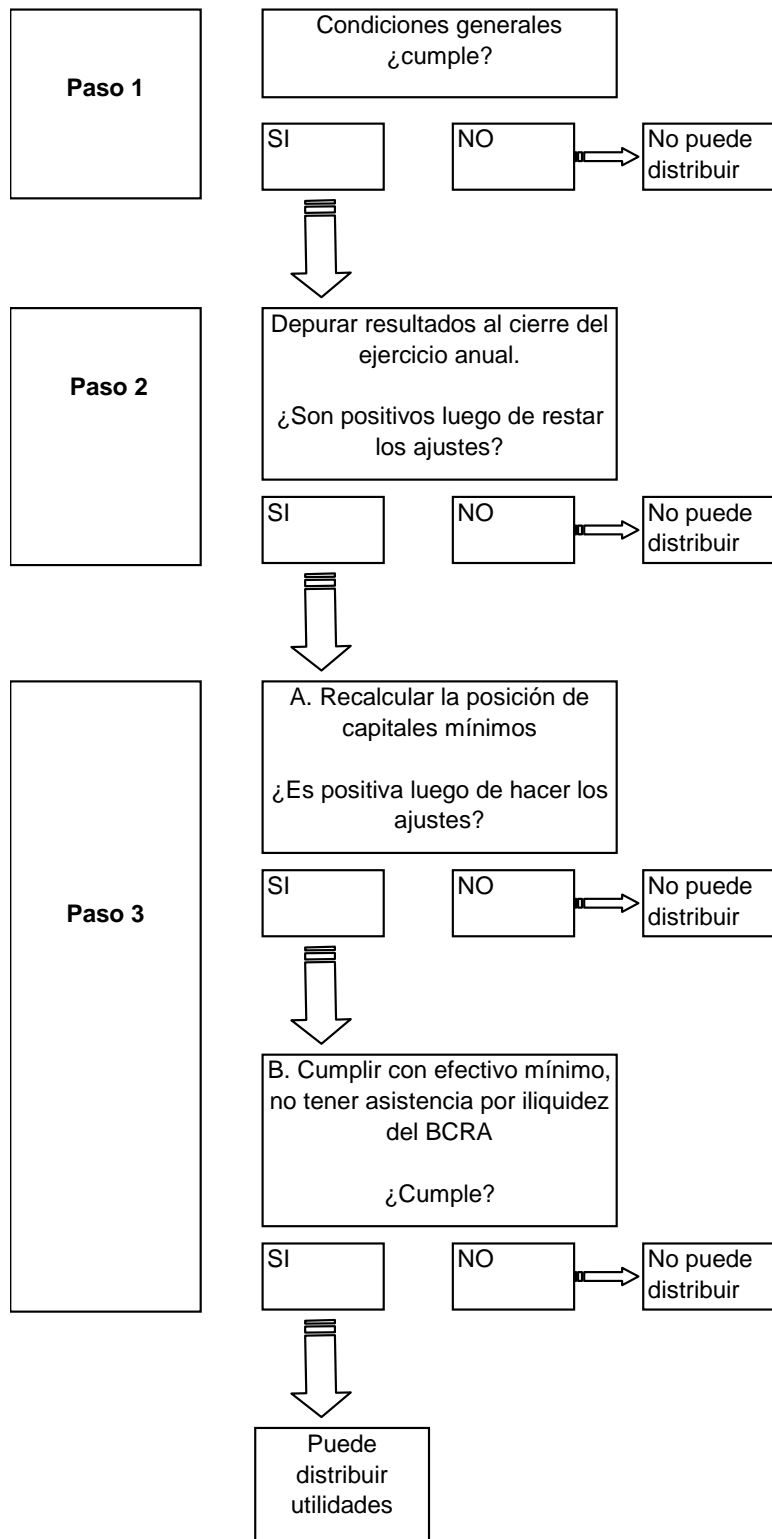 Paso 1
Condiciones generales
¿cumple?
SI
NO
No puede
distribuir
Paso 2
Depurar resultados al cierre del
ejercicio anual.
¿Son positivos luego de restar
los ajustes?
SI
NO
No puede
distribuir
Paso 3
A. Recalcular la posición de
capitales mínimos
¿Es positiva luego de hacer los
ajustes?
SI
NO
No puede
distribuir
B. Cumplir con efectivo mínimo,
no tener asistencia por iliquidez
del BCRA
¿Cumple?
SI
NO
No puede
distribuir
Puede
distribuir
utilidades